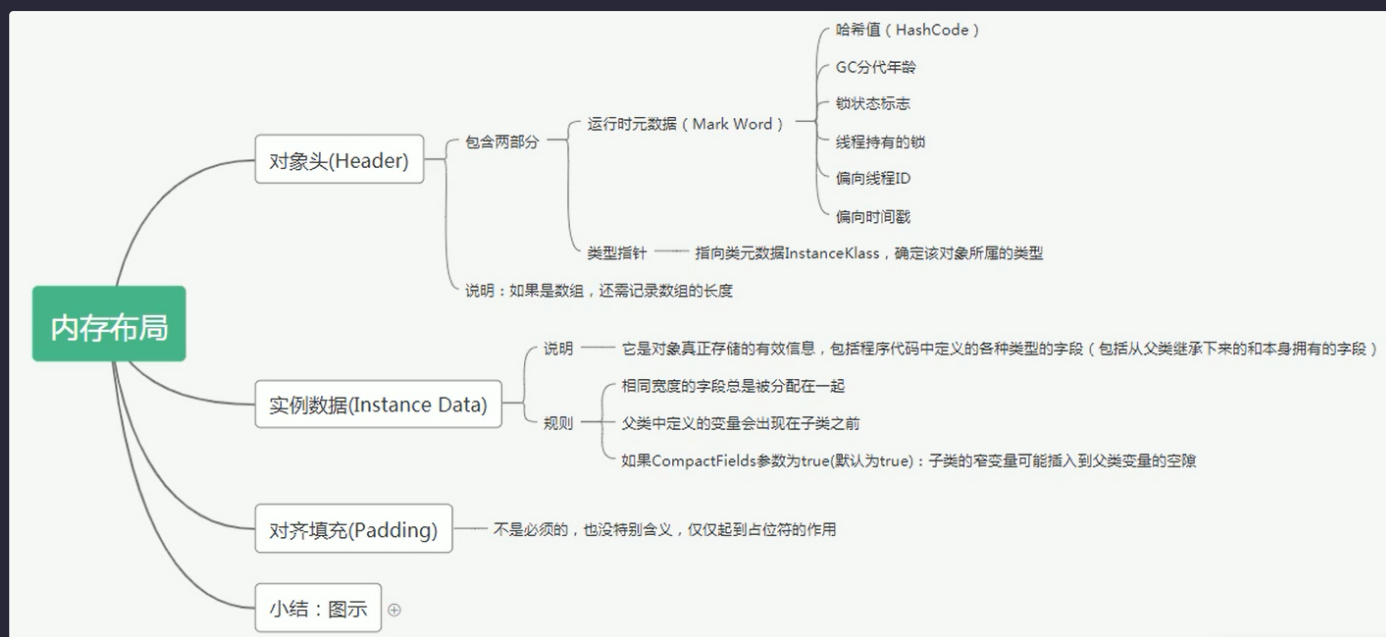 内存布局
对象头(Header)
包含两部分
运行时元数据（Mark Word）
哈希值（HashCode）
GC分代年龄
锁状态标志
线程持有的锁
偏向线程ID
偏向时间戳
类型指针
指向类元数据InstanceKlass，确定该对象所属的类型
说明：如果是数组，还需记录数组的长度
实例数据(Instance Data)
说明
它是对象真正存储的有效信息，包括程序代码中定义的各种类型的字段（包括从父类继承下来的和本身拥有的字段）
规则
相同宽度的字段总是被分配在一起
父类中定义的变量会出现在子类之前
如果CompactFields参数为true(默认为true)：子类的窄变量可能插入到父类变量的空隙
对齐填充(Padding)
不是必须的，也没特别含义，仅仅起到占位符的作用
小结：图示